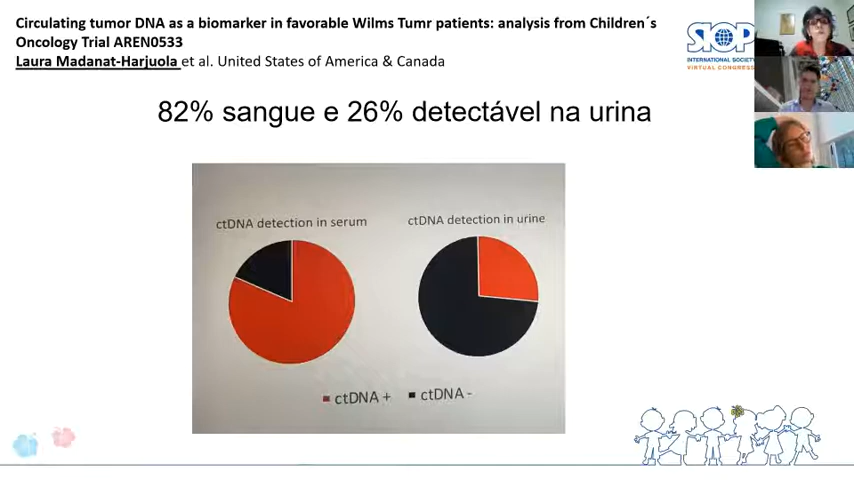 Circulating tumor DNA as a biomarker in favorable Wilms Tumr patients: analysis from Children´s
Oncology Trial AREN0533
Laura Madanat-Harjuola et al. United States of America & Canada
SIOP
INTERNATIONAL SOCIETY
VIRTUAL CONGRESS
82% sangue e 26% detectável na urina
ctDNA detection in serum
ctDNA detection in urine
ctDNA +
ctDNA -